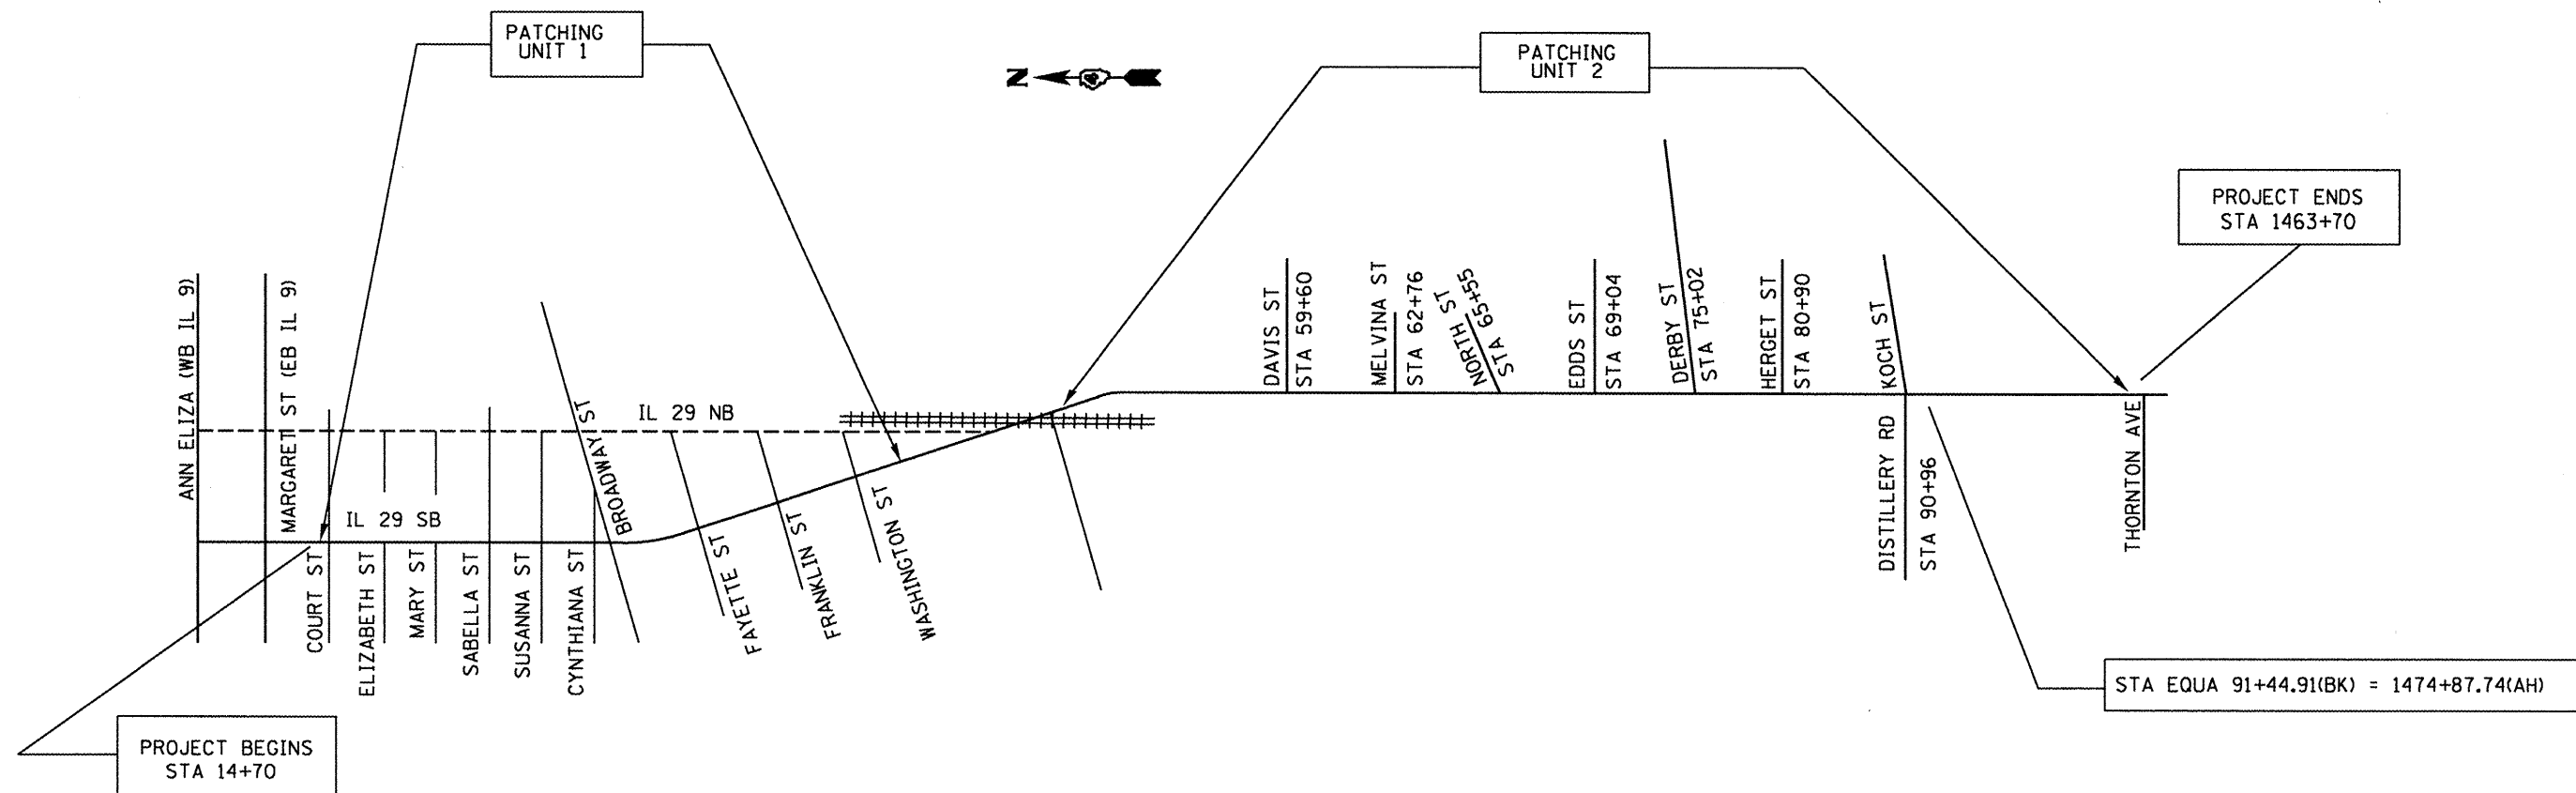 PATCHING
UNIT 1
PATCHING
UNIT 2
N
PROJECT ENDS
STA 1463+70
ANN ELIZA (WB IL 9)
MARGARET ST (EB IL 9)
COURT ST
ELIZABETH ST
MARY ST
SABELLA ST
SUSANNA ST
CYNTHIANA ST
BROADWAY ST
IL 29 NB
IL 29 SB
FAYETTE ST
FRANKLIN ST
WASHINGTON ST
DAVIS ST
STA 59+60
MELVINA ST
STA 62+76
NORTH ST
STA 65+55
EDDS ST
STA 69+04
DERBY ST
STA 75+02
HERGET ST
STA 80+90
KOCH ST
DISTILLERY RD
STA 90+96
THORNTON AVE
STA EQUA 91+44.91(BK) = 1474+87.74(AH)
PROJECT BEGINS
STA 14+70